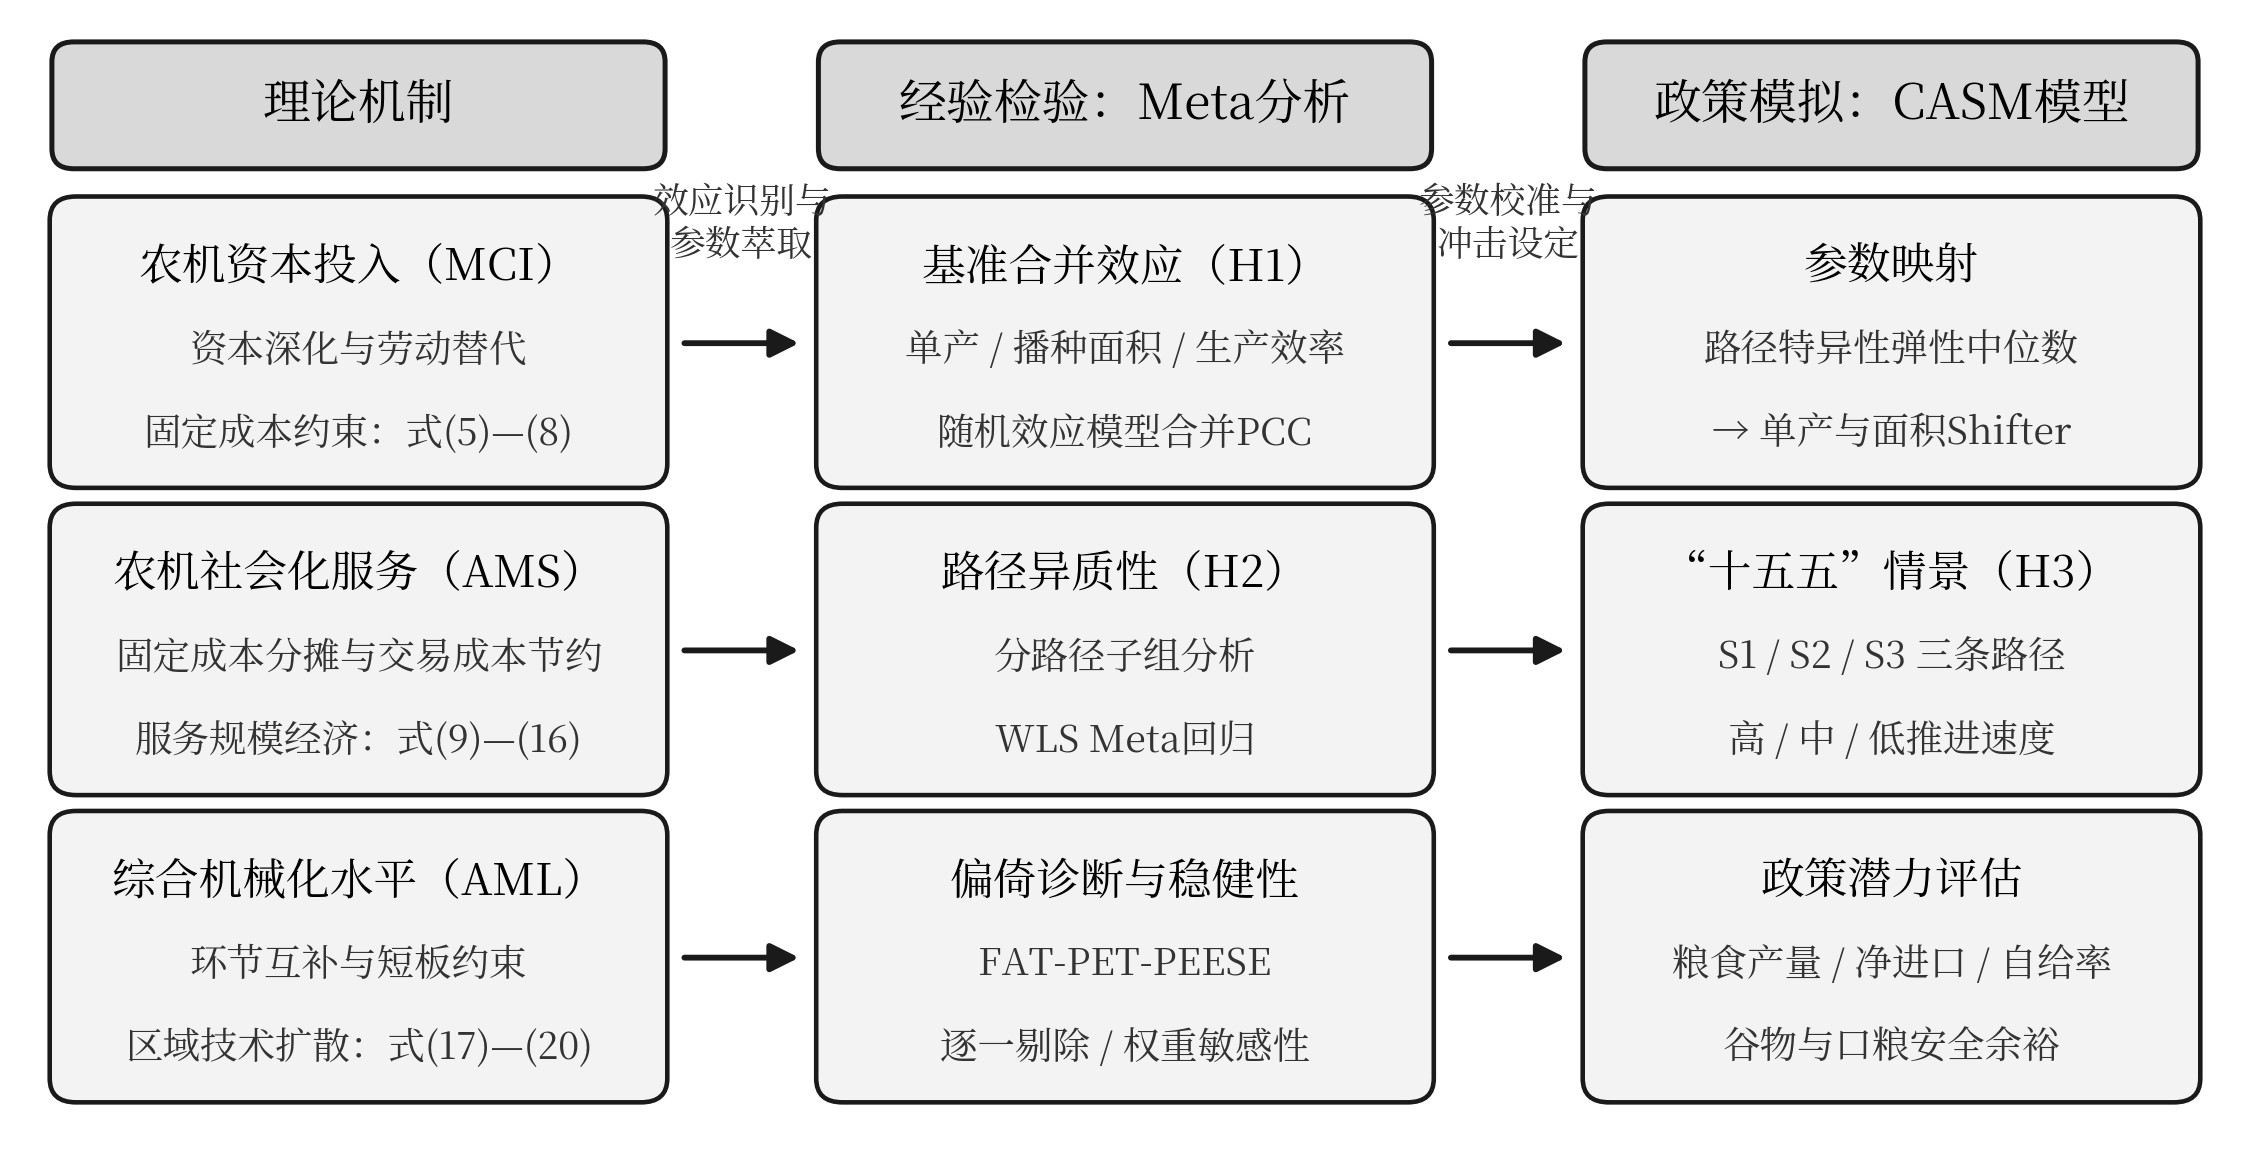 理论机制
经验检验：Meta分析
政策模拟：CASM模型
效应识别与
参数萃取
参数校准与
冲击设定
农机资本投入（MCI）
资本深化与劳动替代
固定成本约束：式(5)—(8)
基准合并效应（H1）
单产 / 播种面积 / 生产效率
随机效应模型合并PCC
参数映射
路径特异性弹性中位数
→ 单产与面积Shifter
农机社会化服务（AMS）
固定成本分摊与交易成本节约
服务规模经济：式(9)—(16)
路径异质性（H2）
分路径子组分析
WLS Meta回归
“十五五”情景（H3）
S1 / S2 / S3 三条路径
高 / 中 / 低推进速度
综合机械化水平（AML）
环节互补与短板约束
区域技术扩散：式(17)—(20)
偏倚诊断与稳健性
FAT-PET-PEESE
逐一剔除 / 权重敏感性
政策潜力评估
粮食产量 / 净进口 / 自给率
谷物与口粮安全余裕